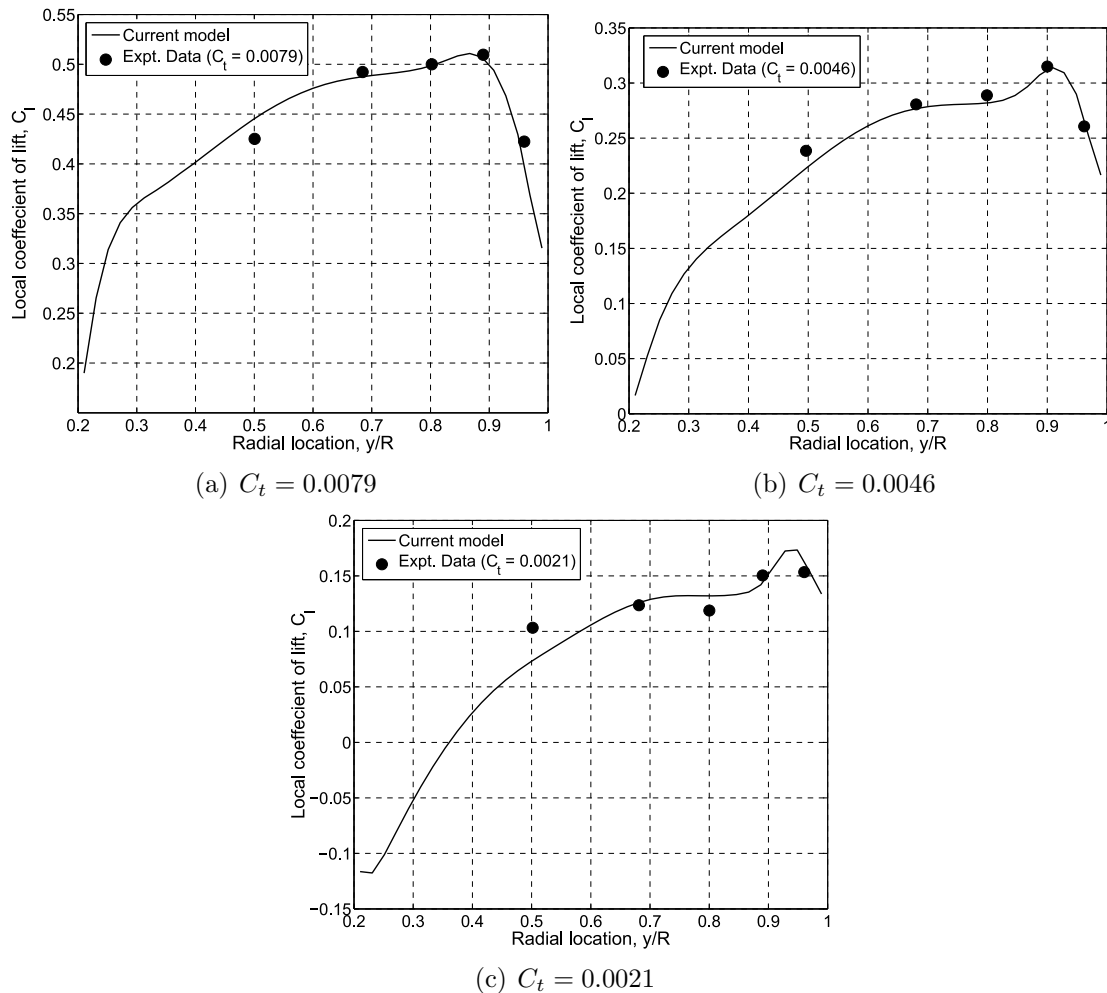 0.55
0.5
0.45
0.4
0.35
0.3
0.25
0.2
Local coeffecient of lift, C_l
Current model
Expt. Data (C_t = 0.0079)
0.2 0.3 0.4 0.5 0.6 0.7 0.8 0.9 1
Radial location, y/R
(a) C_t = 0.0079
0.35
0.3
0.25
0.2
0.15
0.1
0.05
0
Local coeffecient of lift, C_l
Current model
Expt. Data (C_t = 0.0046)
0.2 0.3 0.4 0.5 0.6 0.7 0.8 0.9 1
Radial location, y/R
(b) C_t = 0.0046
0.2
0.15
0.1
0.05
0
−0.05
−0.1
−0.15
Local coeffecient of lift, C_l
Current model
Expt. Data (C_t = 0.0021)
0.2 0.3 0.4 0.5 0.6 0.7 0.8 0.9 1
Radial location, y/R
(c) C_t = 0.0021